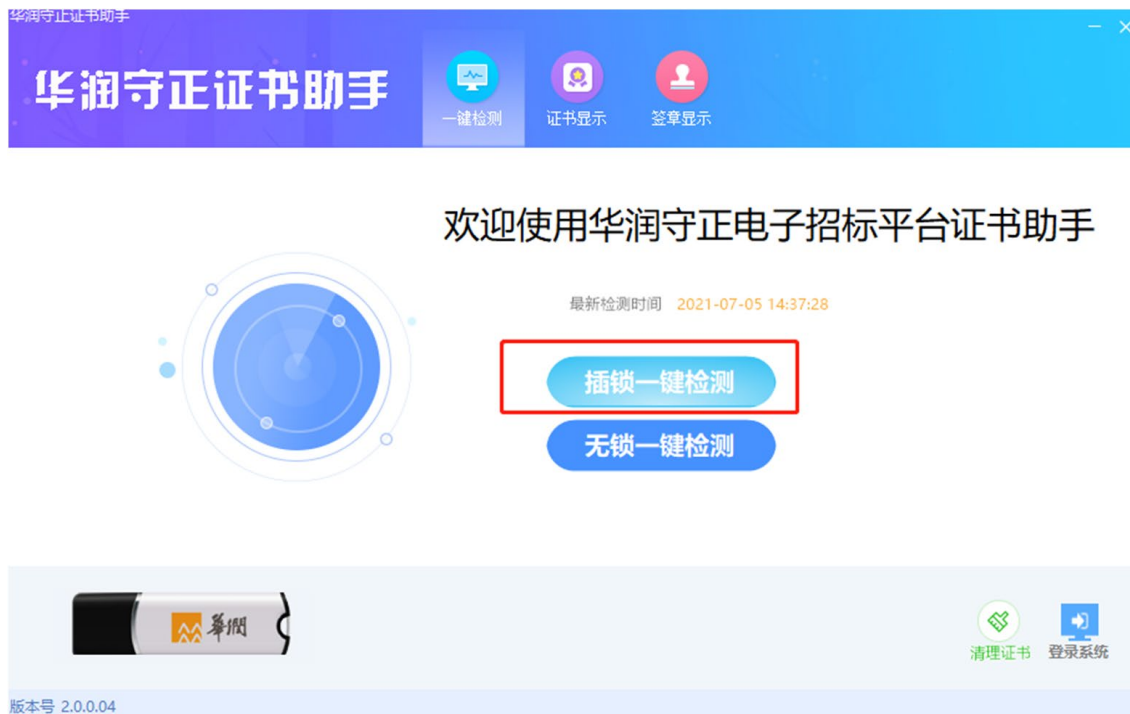 华润守正证书助手
华润守正证书助手
一键检测
证书显示
签章显示
欢迎使用华润守正电子招标平台证书助手
最新检测时间 2021-07-05 14:37:28
插锁一键检测
无锁一键检测
華潤
清理证书
登录系统
版本号 2.0.0.04